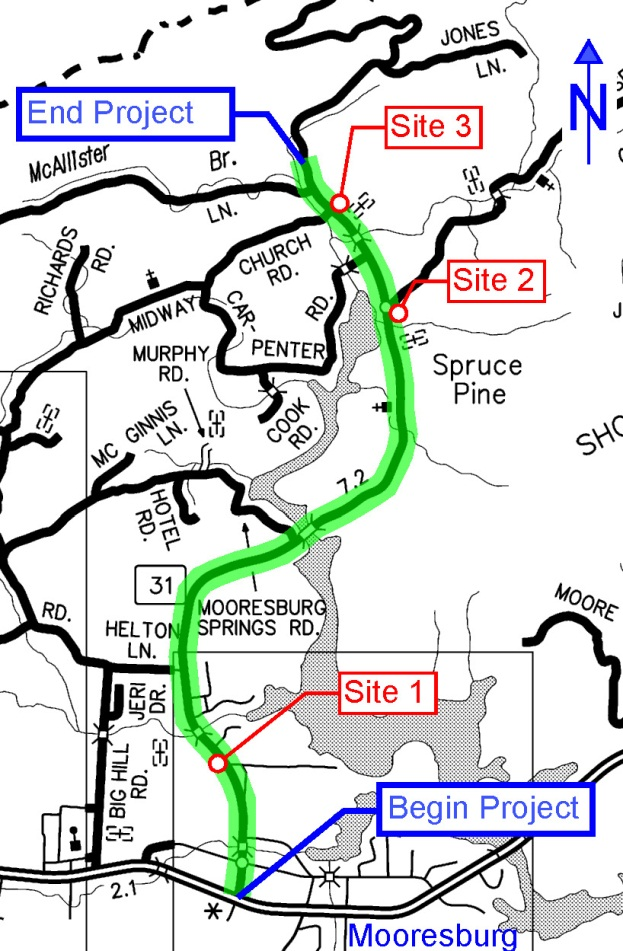 JONES
LN.
End Project
N
Site 3
McAllister
Br.
LN.
RICHARDS
RD.
CHURCH
RD.
Site 2
MIDWAY
CAR-
PENTER
RD.
MURPHY
RD.
Spruce
Pine
COOK
RD.
MC GINNIS
LN.
SHO
7.2
HOTEL
RD.
31
MOORESBURG
SPRINGS RD.
RD.
HELTON
LN.
MOORE
JERI
DR.
Site 1
BIG HILL
RD.
Begin Project
2.1
*
Mooresburg